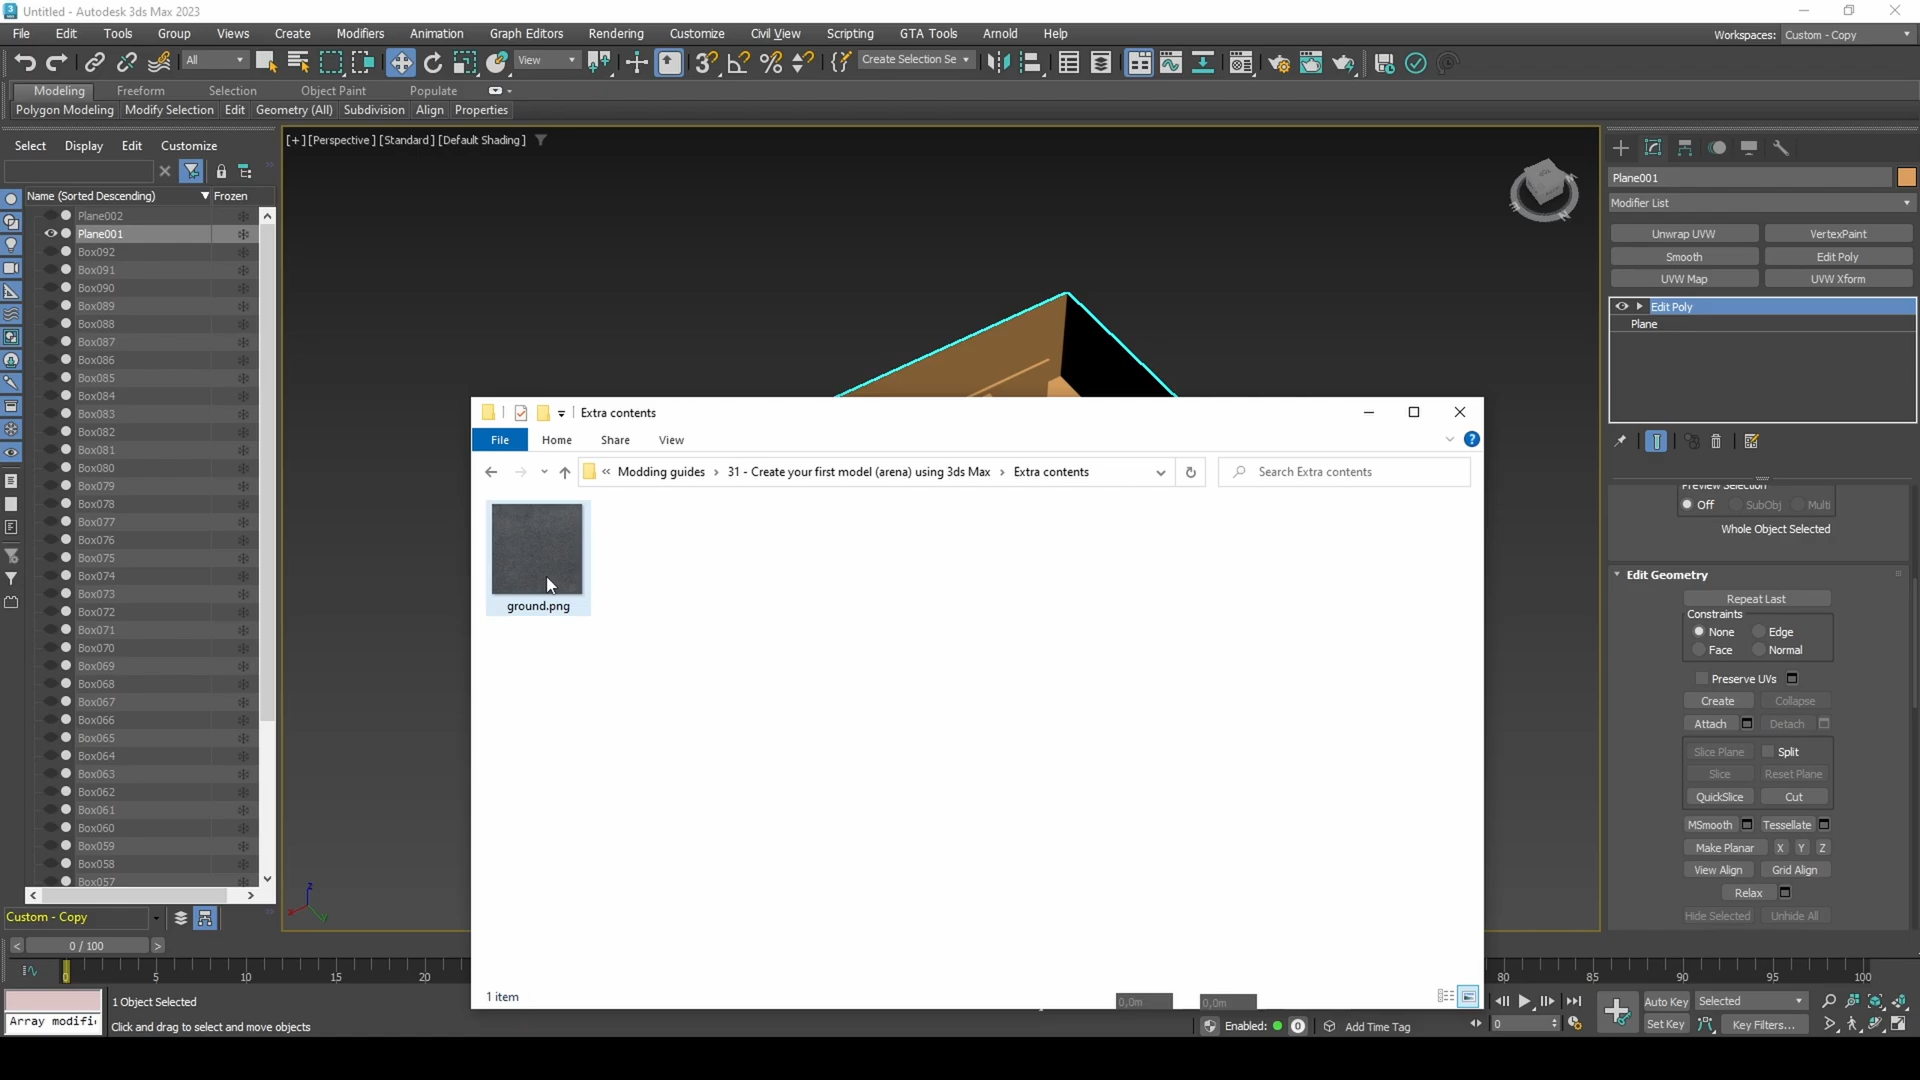 Untitled - Autodesk 3ds Max 2023
File Edit Tools Group Views Create Modifiers Animation Graph Editors Rendering Customize Civil View Scripting GTA Tools Arnold Help
Workspaces: Custom - Copy
All
View
Create Selection Se
Modeling Freeform Selection Object Paint Populate
Polygon Modeling Modify Selection Edit Geometry (All) Subdivision Align Properties
Select Display Edit Customize
Name (Sorted Descending) Frozen
Plane002
Plane001
Box092
Box091
Box090
Box089
Box088
Box087
Box086
Box085
Box084
Box083
Box082
Box081
Box080
Box079
Box078
Box077
Box076
Box075
Box074
Box073
Box072
Box071
Box070
Box069
Box068
Box067
Box066
Box065
Box064
Box063
Box062
Box061
Box060
Box059
Box058
Box057
Custom - Copy
[+] [Perspective] [Standard] [Default Shading]
Extra contents
File Home Share View
« Modding guides › 31 - Create your first model (arena) using 3ds Max › Extra contents
Search Extra contents
ground.png
1 item
0,0m 0,0m
Plane001
Modifier List
Unwrap UVW VertexPaint
Smooth Edit Poly
UVW Map UVW Xform
Edit Poly
Plane
Preview Selection
Off SubObj Multi
Whole Object Selected
Edit Geometry
Repeat Last
Constraints
None Edge
Face Normal
Preserve UVs
Create Collapse
Attach Detach
Slice Plane Split
Slice Reset Plane
QuickSlice Cut
MSmooth Tessellate
Make Planar X Y Z
View Align Grid Align
Relax
Hide Selected Unhide All
< 0 / 100 >
0 5 10 15 20 80 85 90 95 100
1 Object Selected
Array modifi
Click and drag to select and move objects
Enabled: 0 Add Time Tag
0
Auto Key Selected
Set Key Key Filters...